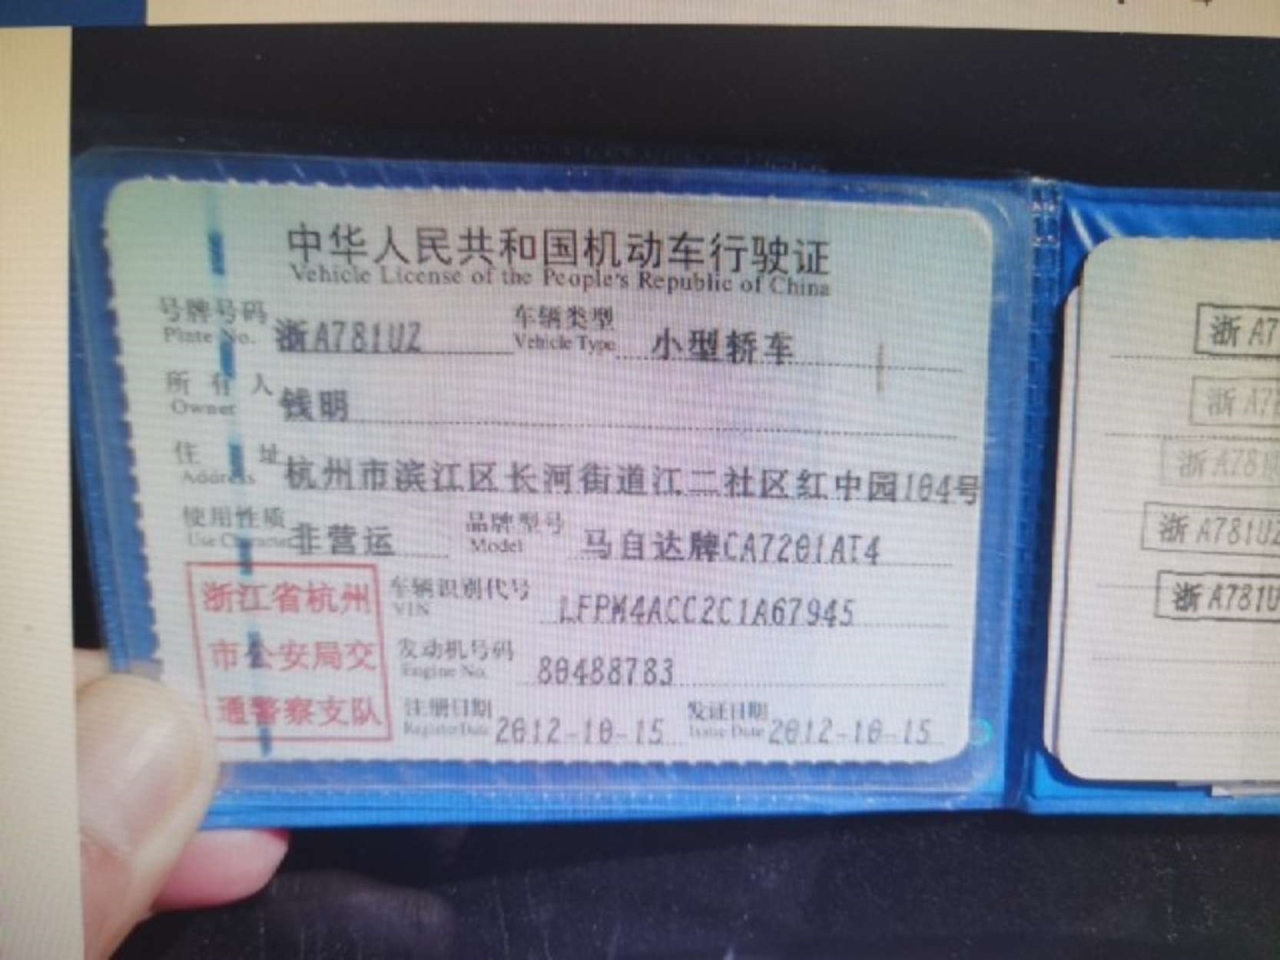 中华人民共和国机动车行驶证
Vehicle License of the People's Republic of China
号牌号码 浙A781UZ 车辆类型 小型轿车
Plate No. Vehicle Type
所有人 钱明
Owner
住址 杭州市滨江区长河街道江二社区红中园104号
Address
使用性质 非营运 品牌型号 马自达牌CA7201AT4
Use Character Model
浙江省杭州
市公安局交
通警察支队
车辆识别代号 LFPM4ACC2C1A67945
VIN
发动机号码 80488783
Engine No.
注册日期 2012-10-15 发证日期 2012-10-15
Register Date Issue Date
浙A7
浙A7
浙A781
浙A781UZ
浙A781U